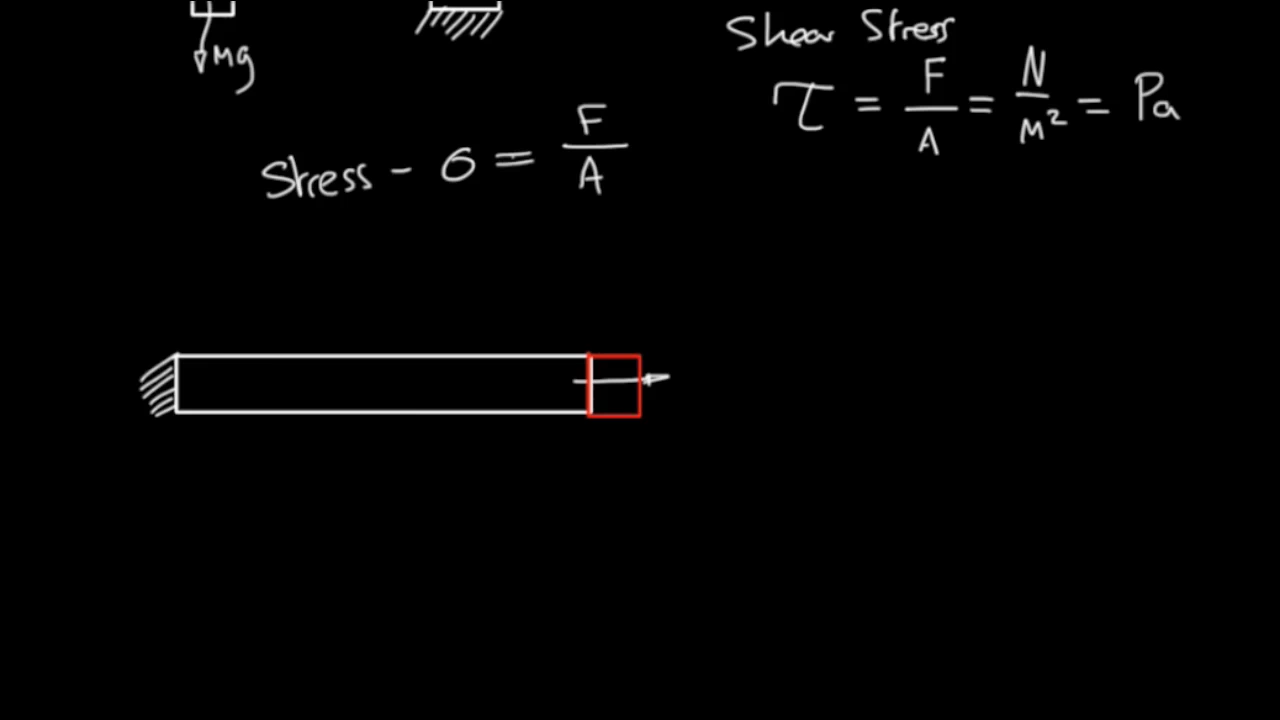 Mg
Stress - σ = F/A
Shear Stress
τ = F/A = N/m² = Pa